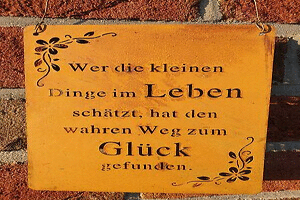 Wer die kleinen
Dinge im Leben
schätzt, hat den
wahren Weg zum
Glück
gefunden.